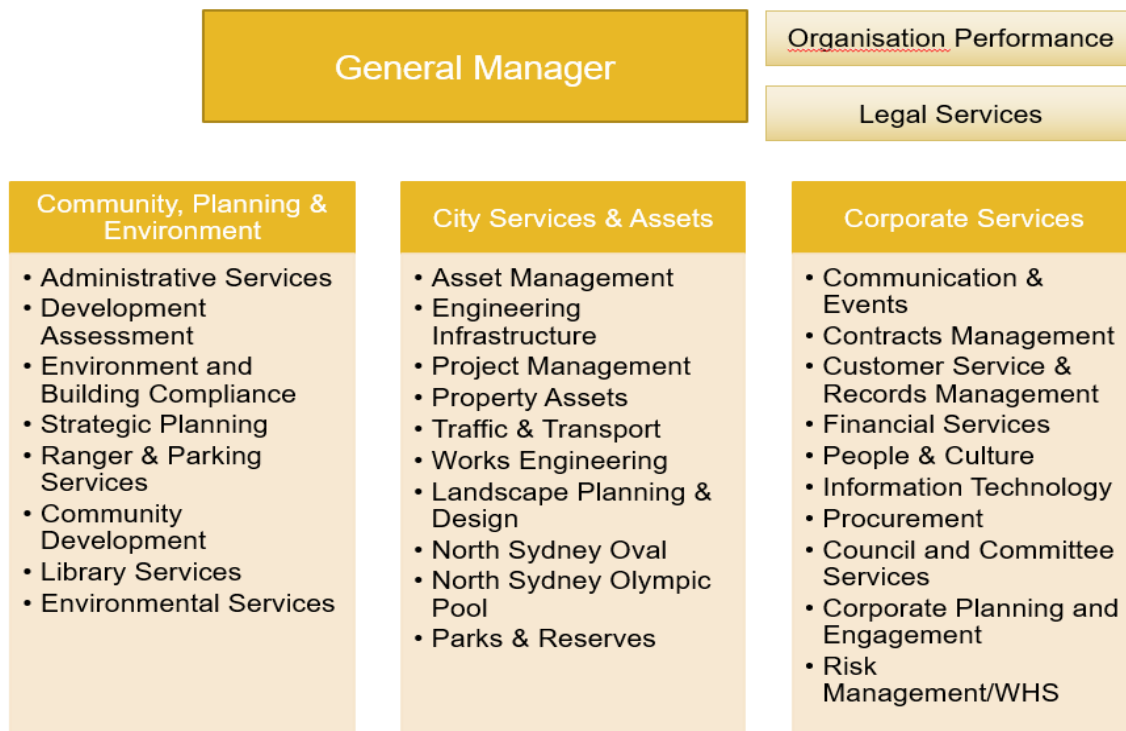 General Manager
Organisation Performance
Legal Services
Community, Planning &
Environment
• Administrative Services
• Development
Assessment
• Environment and
Building Compliance
• Strategic Planning
• Ranger & Parking
Services
• Community
Development
• Library Services
• Environmental Services
City Services & Assets
• Asset Management
• Engineering
Infrastructure
• Project Management
• Property Assets
• Traffic & Transport
• Works Engineering
• Landscape Planning &
Design
• North Sydney Oval
• North Sydney Olympic
Pool
• Parks & Reserves
Corporate Services
• Communication &
Events
• Contracts Management
• Customer Service &
Records Management
• Financial Services
• People & Culture
• Information Technology
• Procurement
• Council and Committee
Services
• Corporate Planning and
Engagement
• Risk
Management/WHS